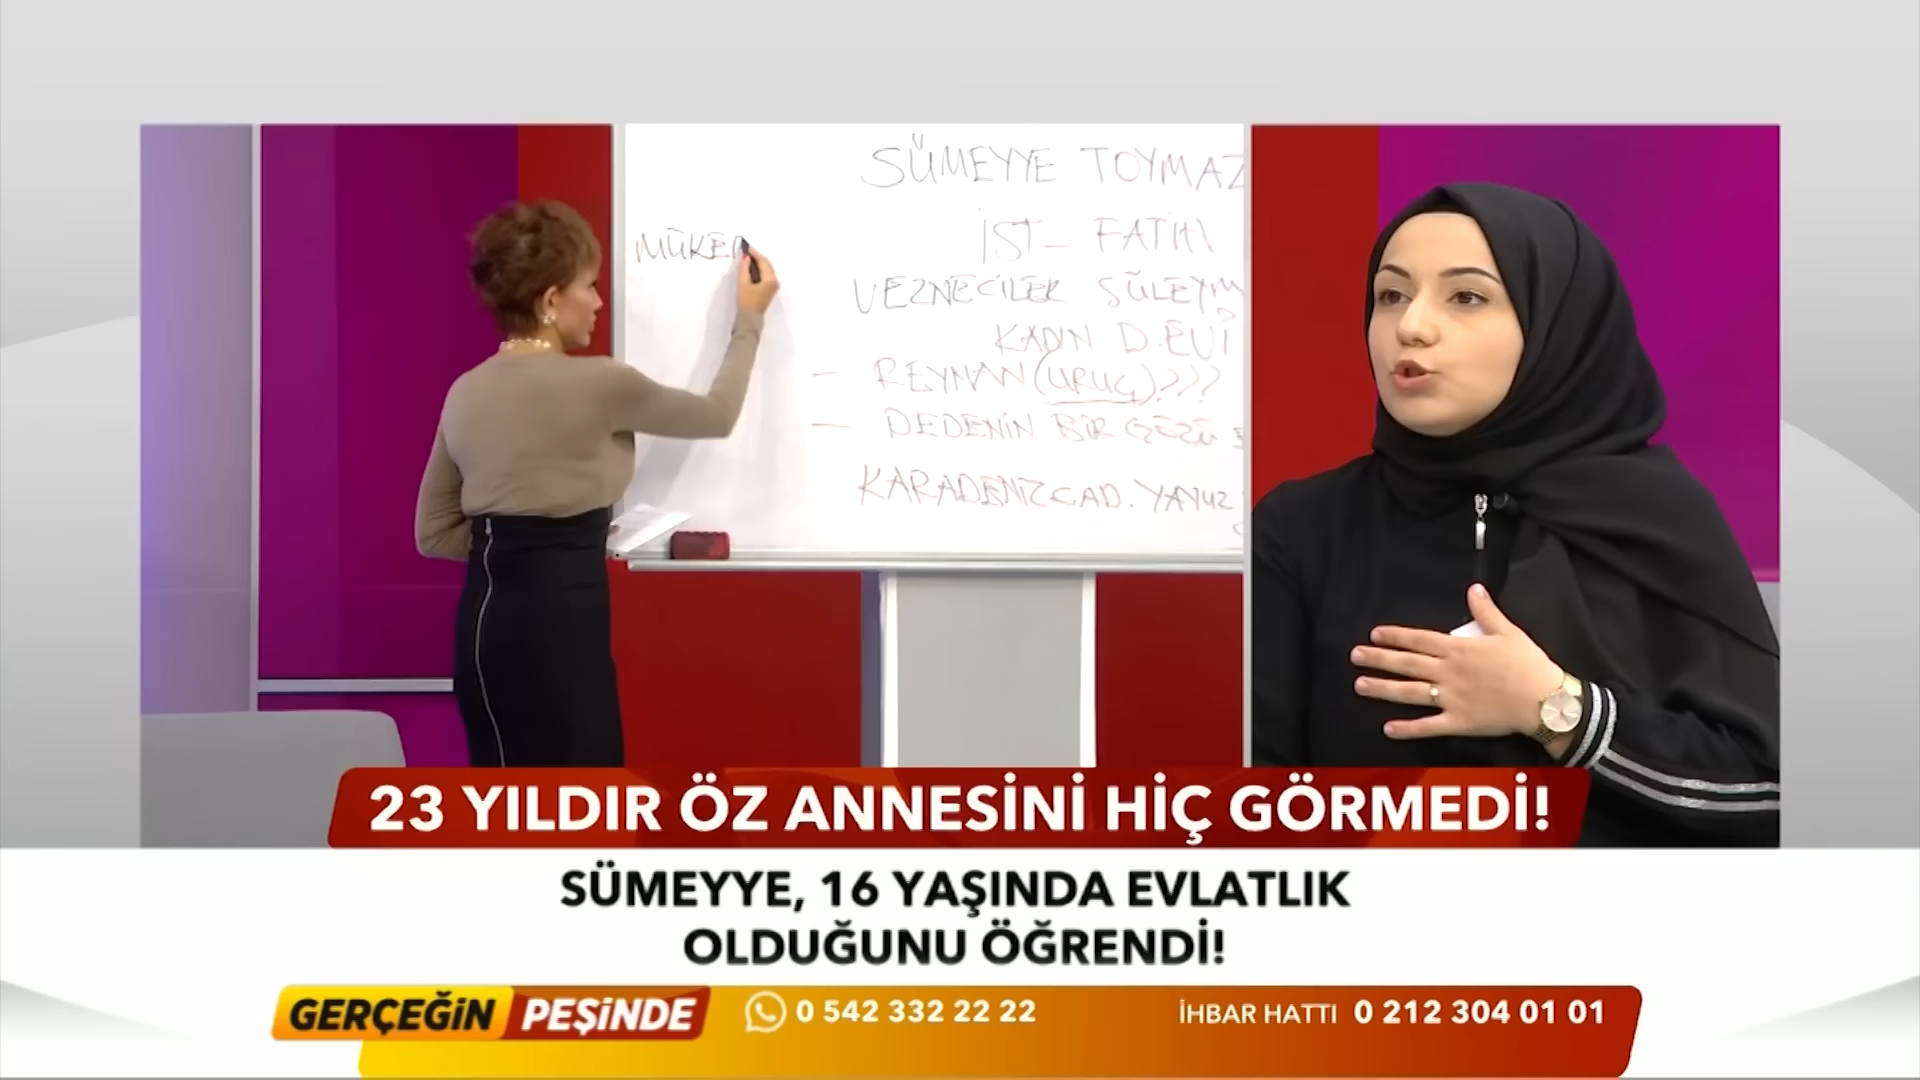 SÜMEYYE TOYMAZ
İST - FATİH
MÜKER
VEZNECİLER SÜLEYM
KADIN D.EVİ
- REYHAN (URUÇ)???
- DEDENİN BİR GÖZÜ
KARADENİZ CAD. YAVUZ
23 YILDIR ÖZ ANNESİNİ HİÇ GÖRMEDİ!
SÜMEYYE, 16 YAŞINDA EVLATLIK
OLDUĞUNU ÖĞRENDİ!
GERÇEĞİN PEŞİNDE 0 542 332 22 22 İHBAR HATTI 0 212 304 01 01